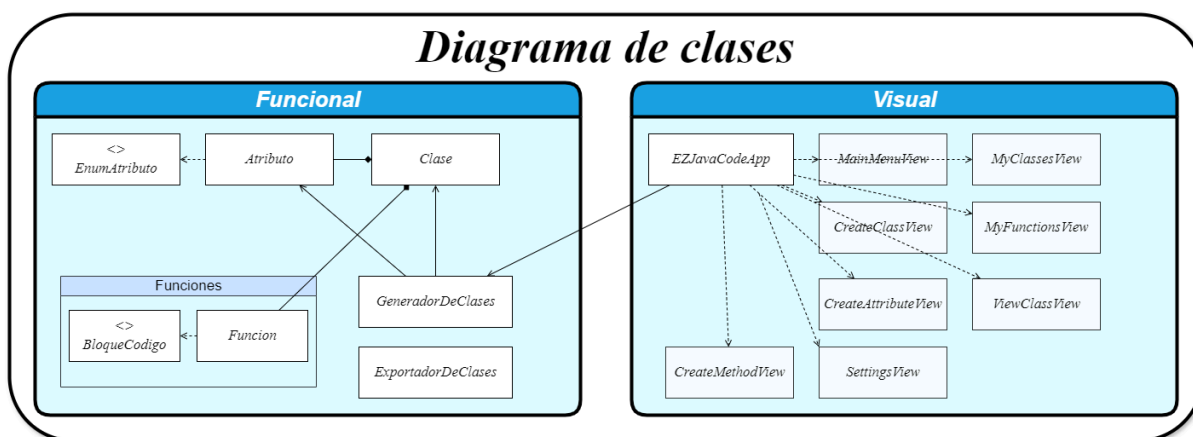 Diagrama de clases
Funcional
<>
EnumAtributo
Atributo
Clase
Funciones
<>
BloqueCodigo
Funcion
GeneradorDeClases
ExportadorDeClases
Visual
EZJavaCodeApp
MainMenuView
MyClassesView
CreateClassView
MyFunctionsView
CreateAttributeView
ViewClassView
CreateMethodView
SettingsView